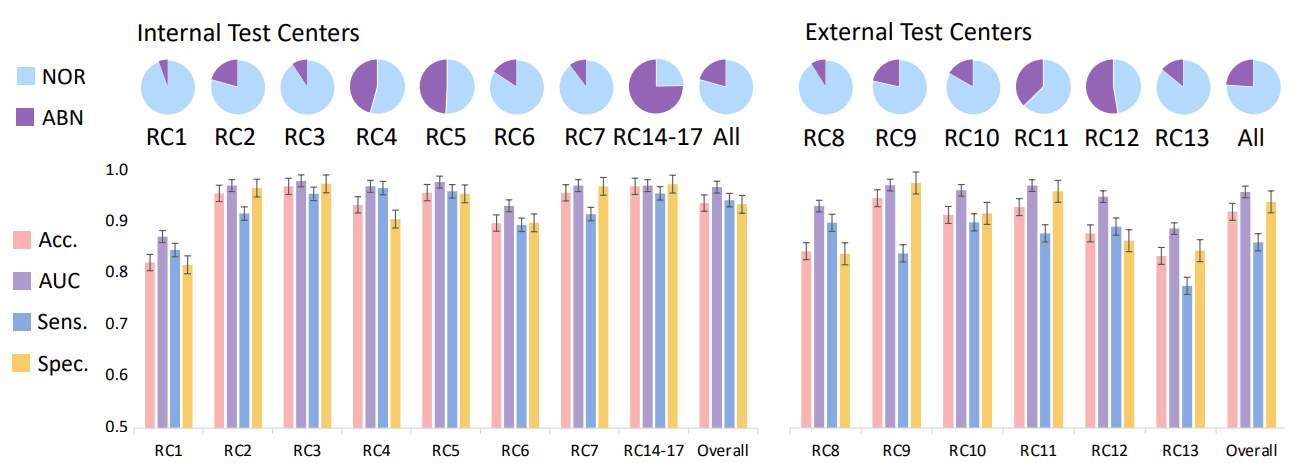 Internal Test Centers
External Test Centers
NOR
ABN
RC1 RC2 RC3 RC4 RC5 RC6 RC7 RC14-17 All
RC8 RC9 RC10 RC11 RC12 RC13 All
Acc.
AUC
Sens.
Spec.
1.0
0.9
0.8
0.7
0.6
0.5
RC1 RC2 RC3 RC4 RC5 RC6 RC7 RC14-17 Overall
RC8 RC9 RC10 RC11 RC12 RC13 Overall